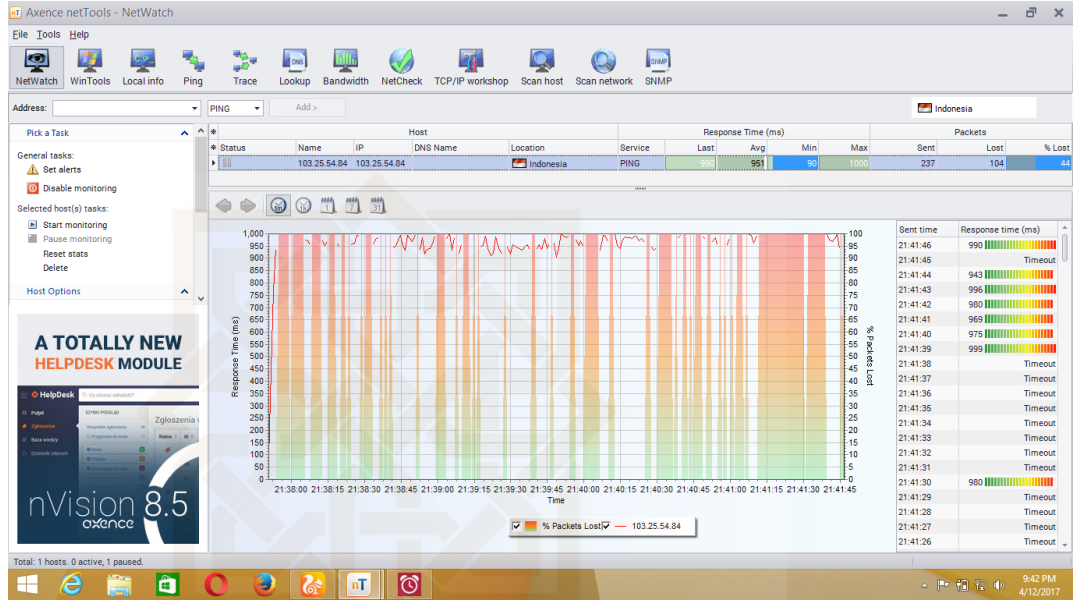 Axence netTools - NetWatch
File Tools Help
NetWatch WinTools Local info Ping Trace Lookup Bandwidth NetCheck TCP/IP workshop Scan host Scan network SNMP
Address: PING Add > Indonesia
Pick a Task
General tasks:
Set alerts
Disable monitoring
Selected host(s) tasks:
Start monitoring
Pause monitoring
Reset stats
Delete
Host Options
Host Response Time (ms) Packets
Status Name IP DNS Name Location Service Last Avg Min Max Sent Lost % Lost
103.25.54.84 103.25.54.84 Indonesia PING 990 951 90 1000 237 104 44
A TOTALLY NEW
HELPDESK MODULE
HelpDesk
Pulpit
Zgłoszenia
Baza wiedzy
Dziennik zdarzeń
SZYBKI PODGLĄD
Wszystkie zgłoszenia
Zgłoszenia
Status
nVision 8.5
axence
Response Time (ms)
1,000
950
900
850
800
750
700
650
600
550
500
450
400
350
300
250
200
150
100
50
0
100
95
90
85
80
75
70
65
60
55
50
45
40
35
30
25
20
15
10
5
0
% Packets Lost
21:38:00 21:38:15 21:38:30 21:38:45 21:39:00 21:39:15 21:39:30 21:39:45 21:40:00 21:40:15 21:40:30 21:40:45 21:41:00 21:41:15 21:41:30 21:41:45
Time
% Packets Lost 103.25.54.84
Sent time Response time (ms)
21:41:46 990
21:41:45 Timeout
21:41:44 943
21:41:43 996
21:41:42 980
21:41:41 969
21:41:40 975
21:41:39 999
21:41:38 Timeout
21:41:37 Timeout
21:41:36 Timeout
21:41:35 Timeout
21:41:34 Timeout
21:41:33 Timeout
21:41:32 Timeout
21:41:31 Timeout
21:41:30 980
21:41:29 Timeout
21:41:28 Timeout
21:41:27 Timeout
21:41:26 Timeout
Total: 1 hosts. 0 active, 1 paused.
nT
9:42 PM
4/12/2017